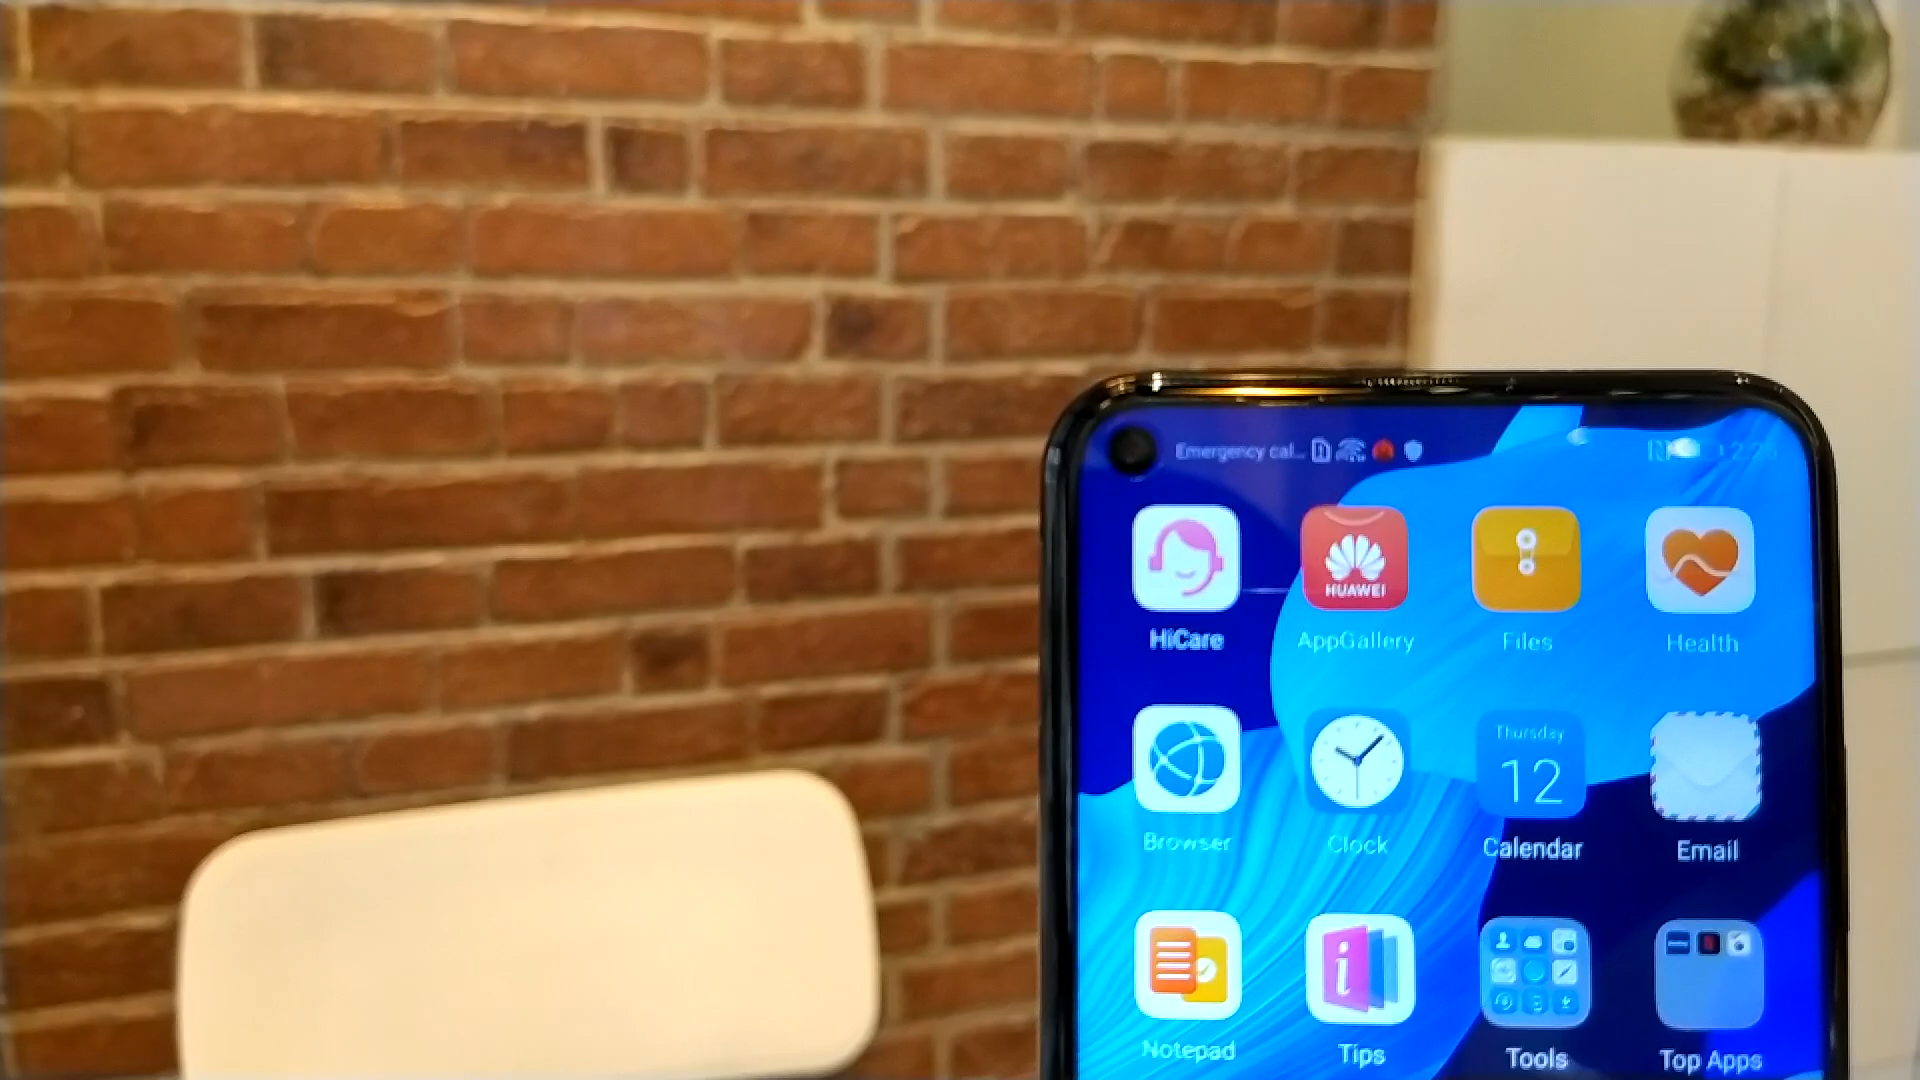 Emergency cal...
HUAWEI
HiCare AppGallery Files Health
Thursday
12
Browser Clock Calendar Email
Notepad Tips Tools Top Apps